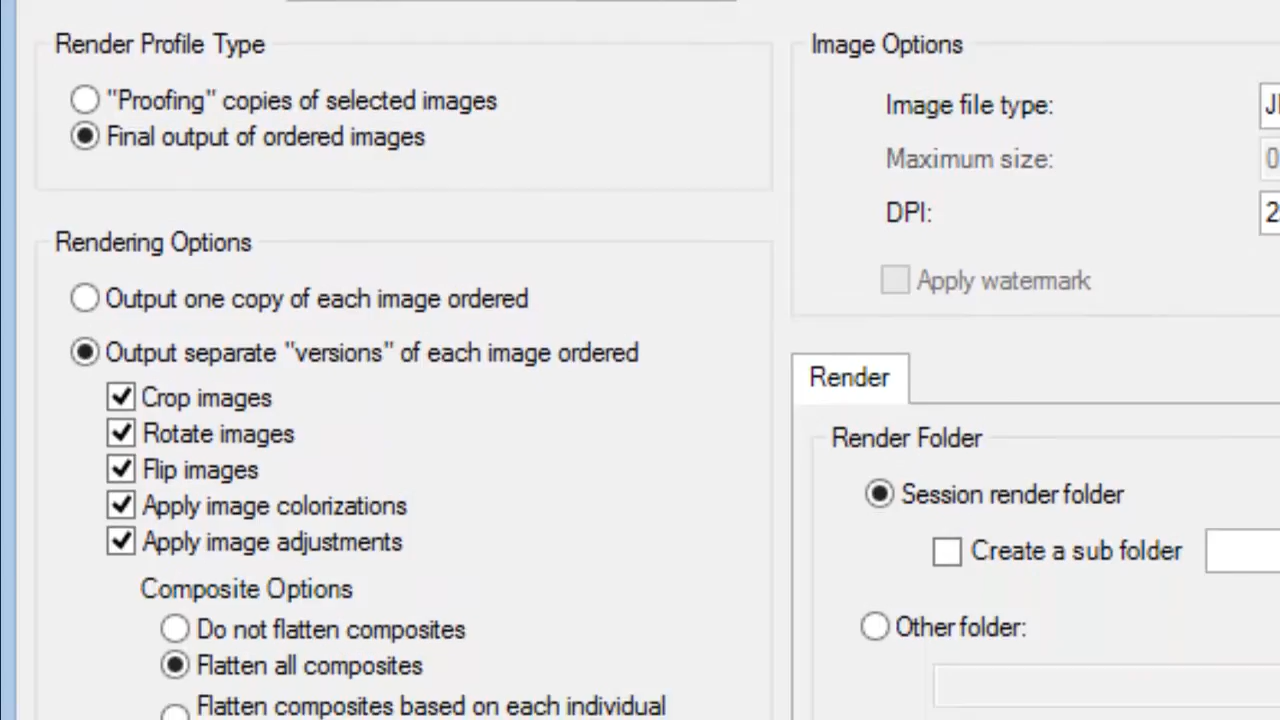 Render Profile Type
"Proofing" copies of selected images
Final output of ordered images
Rendering Options
Output one copy of each image ordered
Output separate "versions" of each image ordered
Crop images
Rotate images
Flip images
Apply image colorizations
Apply image adjustments
Composite Options
Do not flatten composites
Flatten all composites
Flatten composites based on each individual
Image Options
Image file type:
Maximum size:
0
DPI:
2
Apply watermark
Render
Render Folder
Session render folder
Create a sub folder
Other folder: